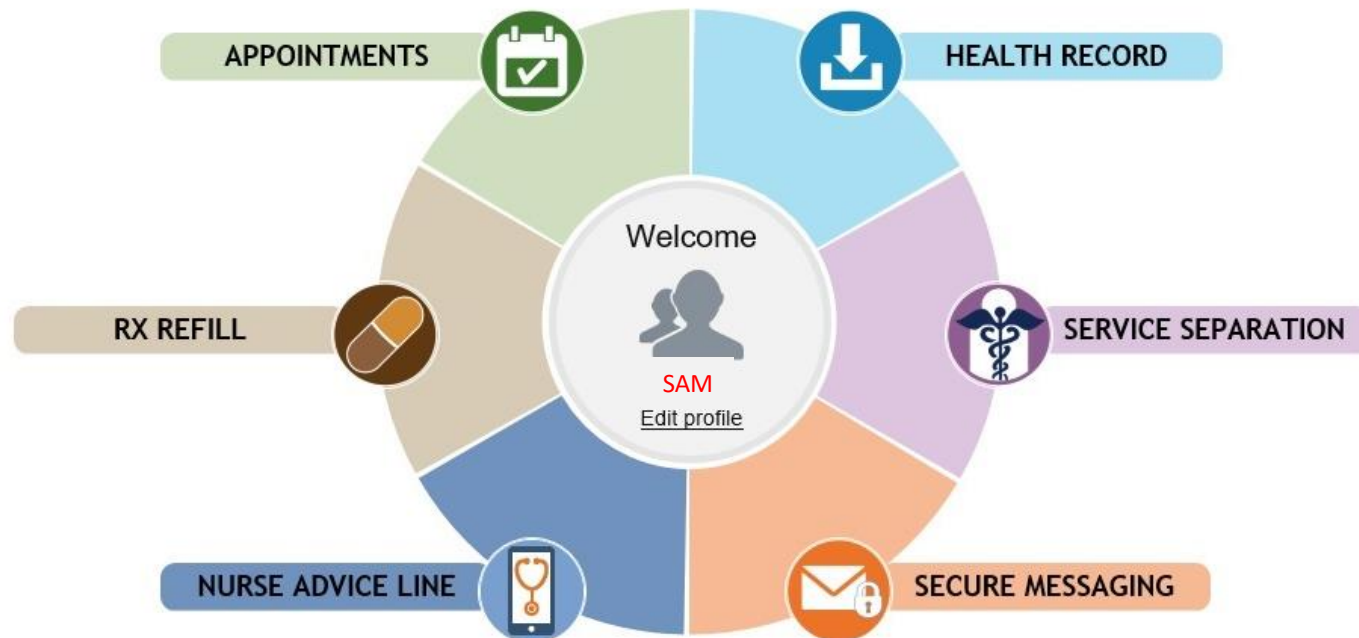 APPOINTMENTS
HEALTH RECORD
Welcome
RX REFILL
SERVICE SEPARATION
SAM
Edit profile
NURSE ADVICE LINE
SECURE MESSAGING